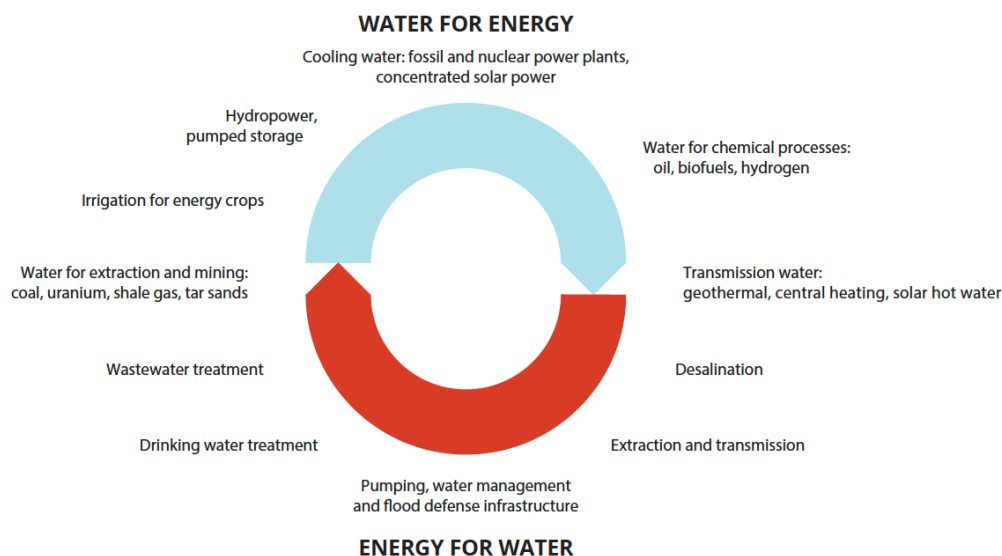 WATER FOR ENERGY
Cooling water: fossil and nuclear power plants,
concentrated solar power
Hydropower,
pumped storage
Water for chemical processes:
oil, biofuels, hydrogen
Irrigation for energy crops
Water for extraction and mining:
coal, uranium, shale gas, tar sands
Transmission water:
geothermal, central heating, solar hot water
Wastewater treatment
Desalination
Drinking water treatment
Extraction and transmission
Pumping, water management
and flood defense infrastructure
ENERGY FOR WATER